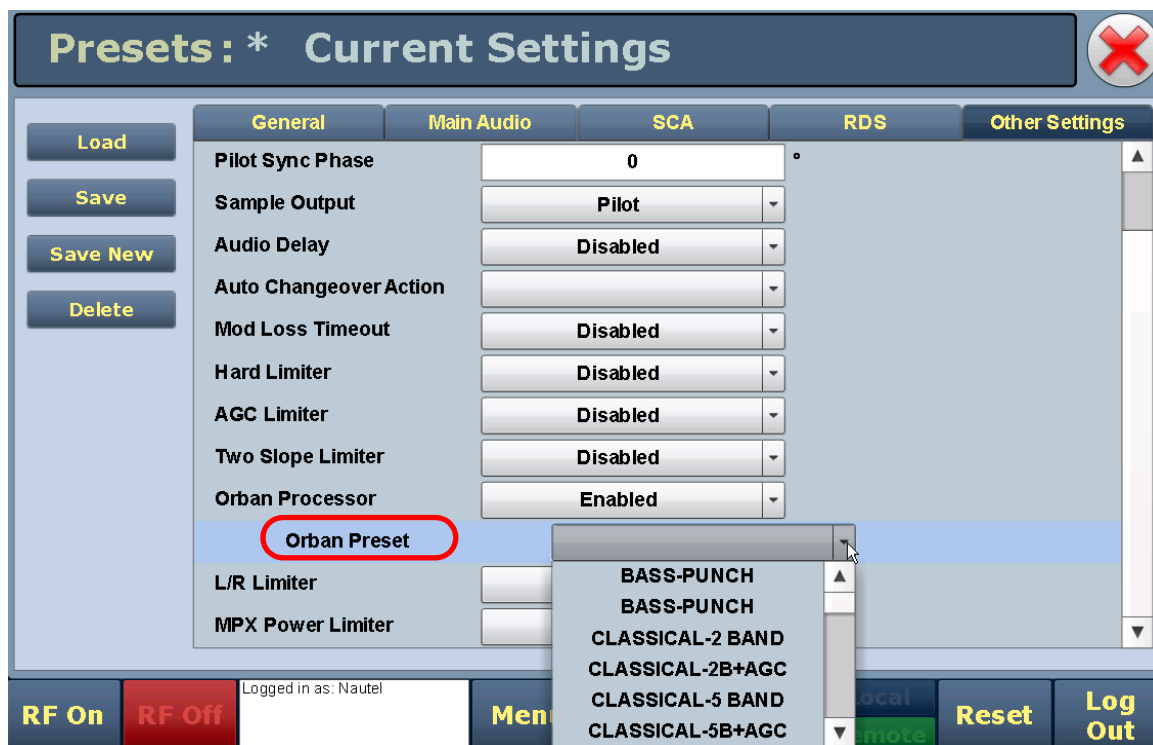 Presets: * Current Settings
Load
Save
Save New
Delete
General Main Audio SCA RDS Other Settings
Pilot Sync Phase 0 °
Sample Output Pilot
Audio Delay Disabled
Auto Changeover Action
Mod Loss Timeout Disabled
Hard Limiter Disabled
AGC Limiter Disabled
Two Slope Limiter Disabled
Orban Processor Enabled
Orban Preset
L/R Limiter
MPX Power Limiter
BASS-PUNCH
BASS-PUNCH
CLASSICAL-2 BAND
CLASSICAL-2B+AGC
CLASSICAL-5 BAND
CLASSICAL-5B+AGC
RF On
RF Off
Logged in as: Nautel
Men
ocal
emote
Reset
Log
Out